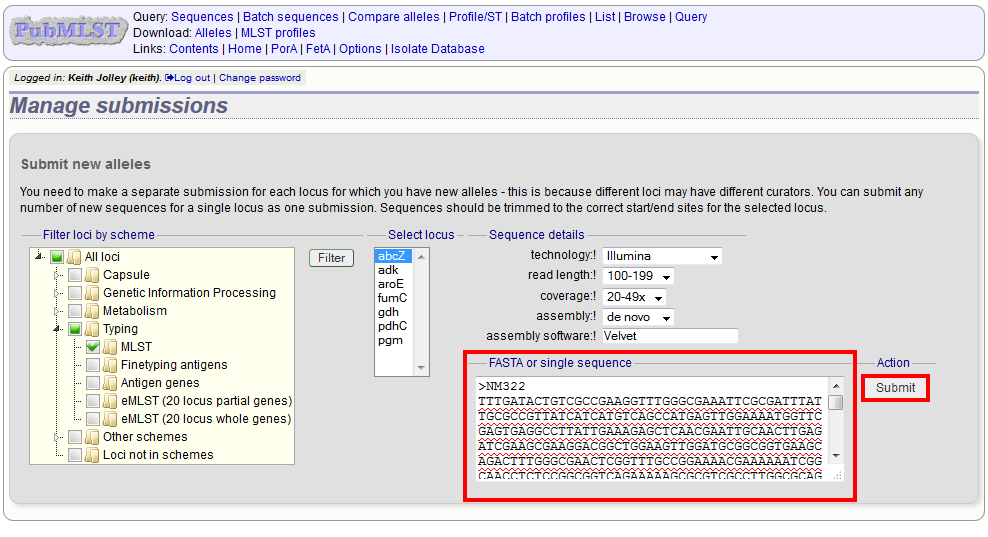 PubMLST
Query: Sequences | Batch sequences | Compare alleles | Profile/ST | Batch profiles | List | Browse | Query
Download: Alleles | MLST profiles
Links: Contents | Home | PorA | FetA | Options | Isolate Database
Logged in: Keith Jolley (keith). Log out | Change password
Manage submissions
Submit new alleles
You need to make a separate submission for each locus for which you have new alleles - this is because different loci may have different curators. You can submit any
number of new sequences for a single locus as one submission. Sequences should be trimmed to the correct start/end sites for the selected locus.
Filter loci by scheme
All loci
Capsule
Genetic Information Processing
Metabolism
Typing
MLST
Finetyping antigens
Antigen genes
eMLST (20 locus partial genes)
eMLST (20 locus whole genes)
Other schemes
Loci not in schemes
Filter
Select locus
abcZ
adk
aroE
fumC
gdh
pdhC
pgm
Sequence details
technology:! Illumina
read length:! 100-199
coverage:! 20-49x
assembly:! de novo
assembly software:! Velvet
FASTA or single sequence
>NM322
TTTGATACTGTCGCCGAAGGTTTGGGCGAAATTCGCGATTTAT
TGCGCCGTTATCATCATGTCAGCCATGAGTTGGAAAATGGTTC
GAGTGAGGCCTTATTGAAAGAGCTCAACGAATTGCAACTTGAG
ATCGAAGCGAAGGACGGCTGGAAGTTGGATGCGGCGGTGAAGC
AGACTTTGGGCGAACTCGGTTTGCCGGAAAACGAAAAAATCGG
CAACCTCTCCGGCGGTCAGAAAAAGCGCGTCGCCTTGGCGCAG
Action
Submit